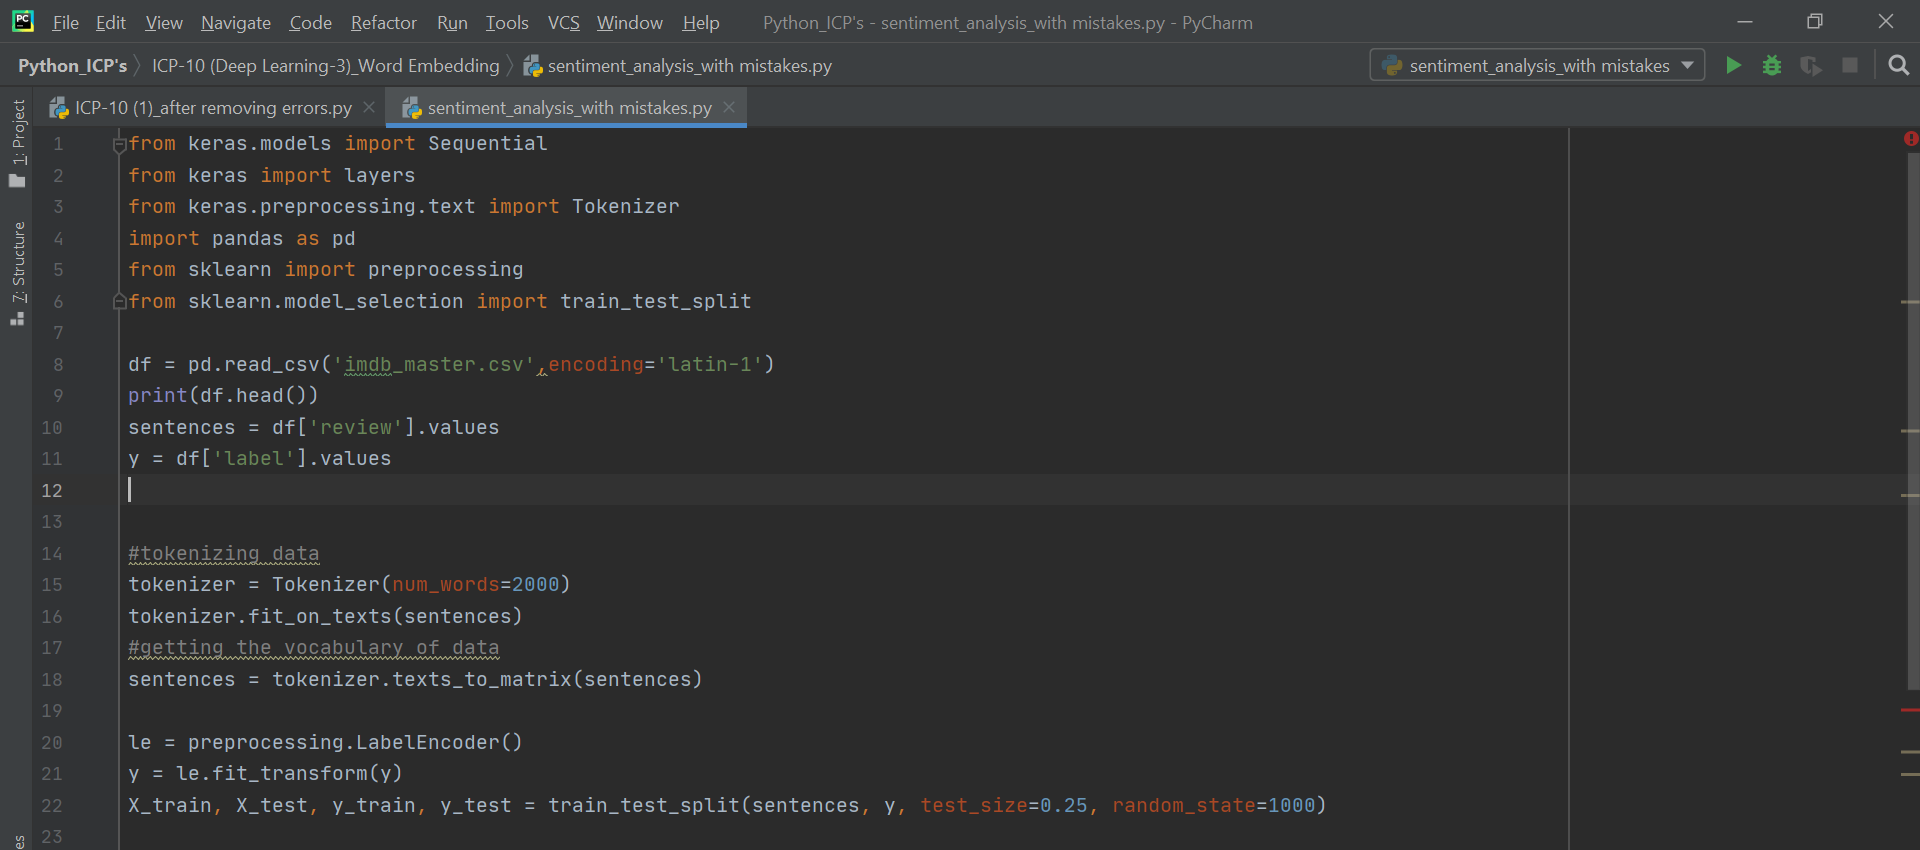 PC File Edit View Navigate Code Refactor Run Tools VCS Window Help Python_ICP's - sentiment_analysis_with mistakes.py - PyCharm
Python_ICP's ICP-10 (Deep Learning-3)_Word Embedding sentiment_analysis_with mistakes.py sentiment_analysis_with mistakes
ICP-10 (1)_after removing errors.py sentiment_analysis_with mistakes.py
1: Project
7: Structure
1 from keras.models import Sequential
2 from keras import layers
3 from keras.preprocessing.text import Tokenizer
4 import pandas as pd
5 from sklearn import preprocessing
6 from sklearn.model_selection import train_test_split
7
8 df = pd.read_csv('imdb_master.csv',encoding='latin-1')
9 print(df.head())
10 sentences = df['review'].values
11 y = df['label'].values
12
13
14 #tokenizing data
15 tokenizer = Tokenizer(num_words=2000)
16 tokenizer.fit_on_texts(sentences)
17 #getting the vocabulary of data
18 sentences = tokenizer.texts_to_matrix(sentences)
19
20 le = preprocessing.LabelEncoder()
21 y = le.fit_transform(y)
22 X_train, X_test, y_train, y_test = train_test_split(sentences, y, test_size=0.25, random_state=1000)
23
es